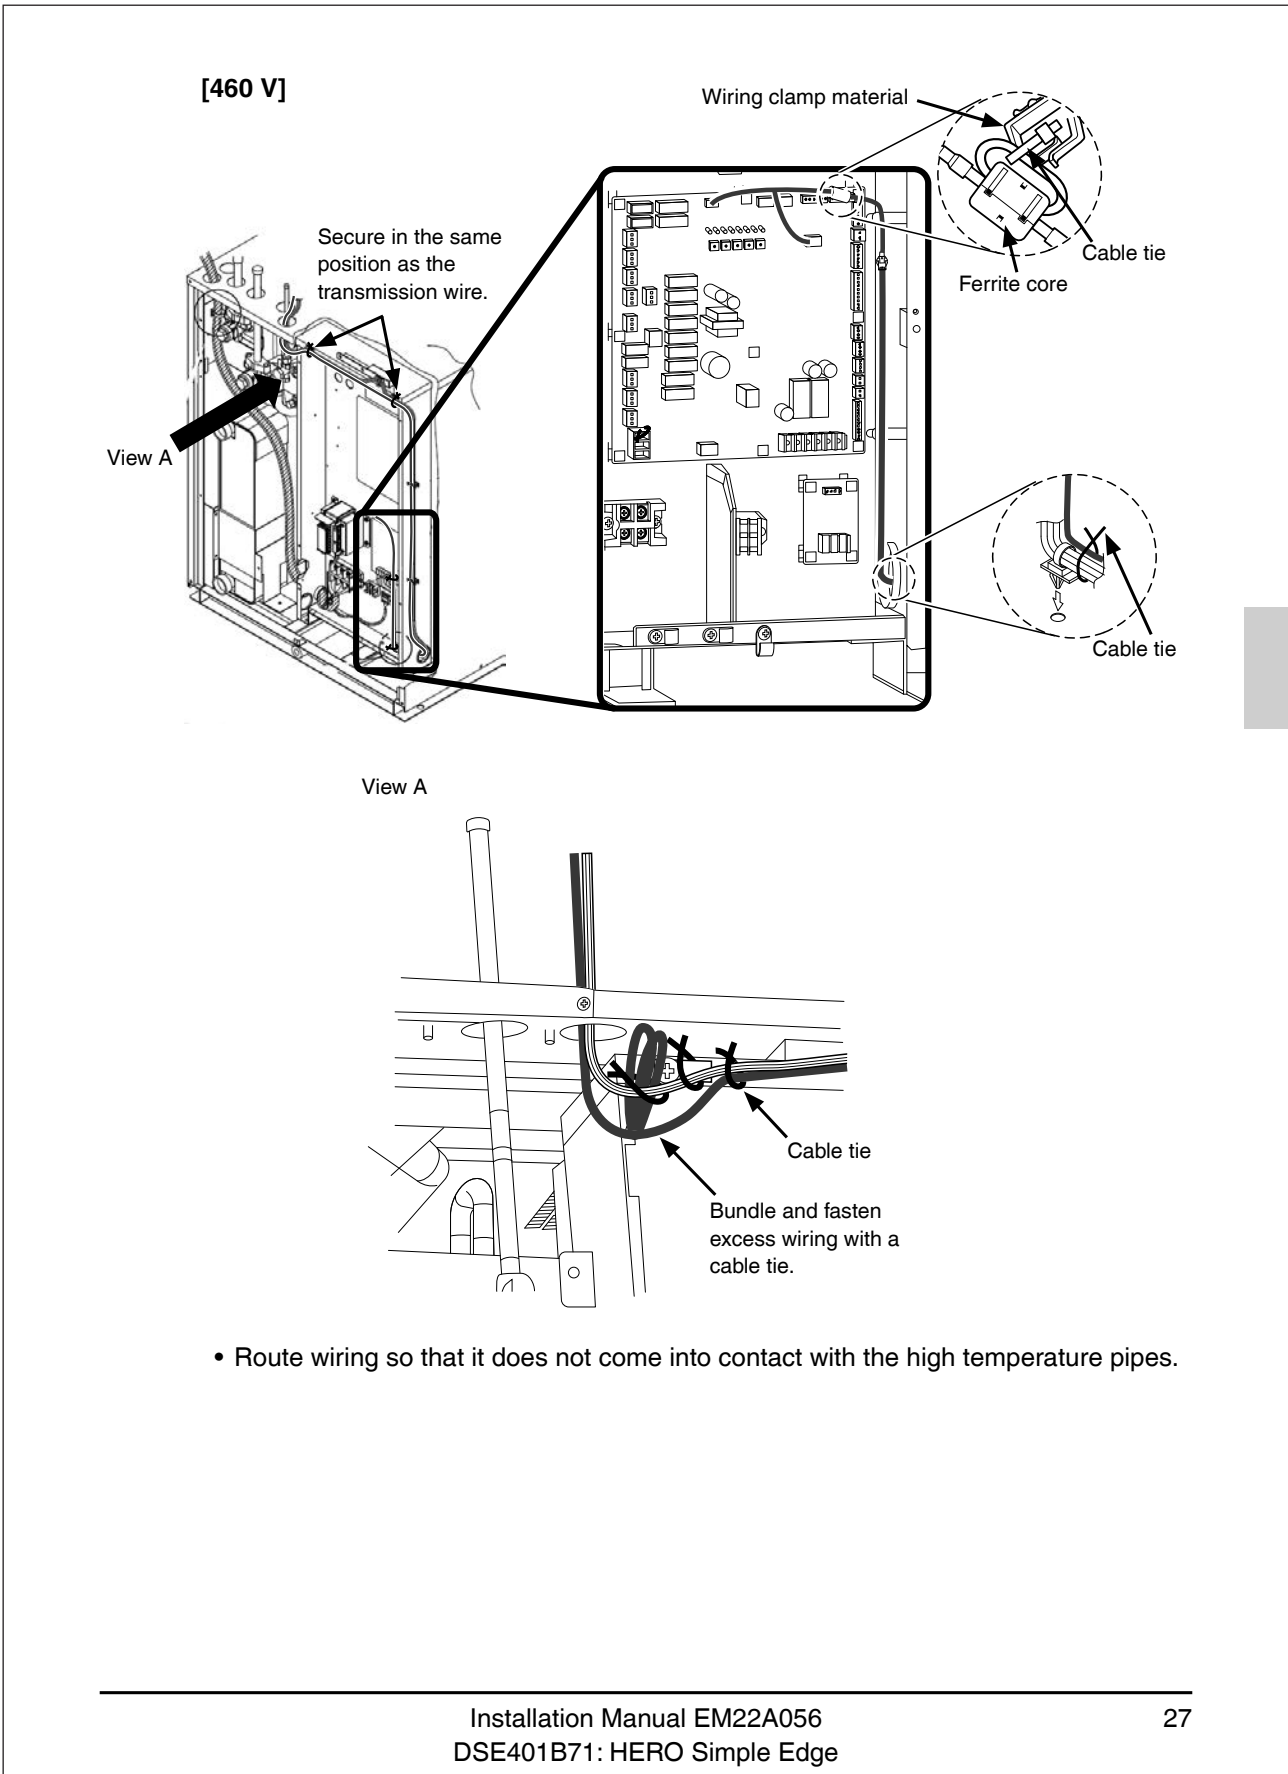 [460 V]
Wiring clamp material
Secure in the same
position as the
transmission wire.
Cable tie
Ferrite core
View A
Cable tie
View A
Cable tie
Bundle and fasten
excess wiring with a
cable tie.
• Route wiring so that it does not come into contact with the high temperature pipes.
Installation Manual EM22A056
27
DSE401B71: HERO Simple Edge